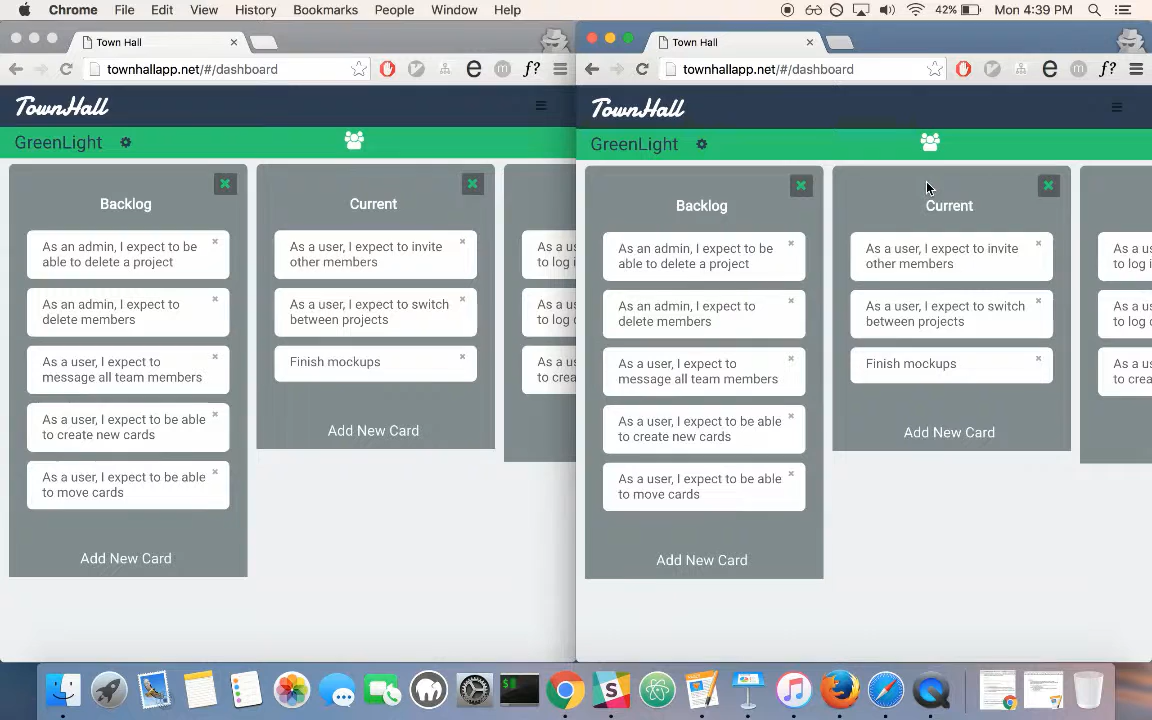 Chrome File Edit View History Bookmarks People Window Help 42% Mon 4:39 PM
Town Hall
townhallapp.net/#/dashboard
TownHall
GreenLight
Backlog
As an admin, I expect to be
able to delete a project
As an admin, I expect to
delete members
As a user, I expect to
message all team members
As a user, I expect to be able
to create new cards
As a user, I expect to be able
to move cards
Add New Card
Current
As a user, I expect to invite
other members
As a user, I expect to switch
between projects
Finish mockups
Add New Card
Town Hall
townhallapp.net/#/dashboard
TownHall
GreenLight
Backlog
As an admin, I expect to be
able to delete a project
As an admin, I expect to
delete members
As a user, I expect to
message all team members
As a user, I expect to be able
to create new cards
As a user, I expect to be able
to move cards
Add New Card
Current
As a user, I expect to invite
other members
As a user, I expect to switch
between projects
Finish mockups
Add New Card